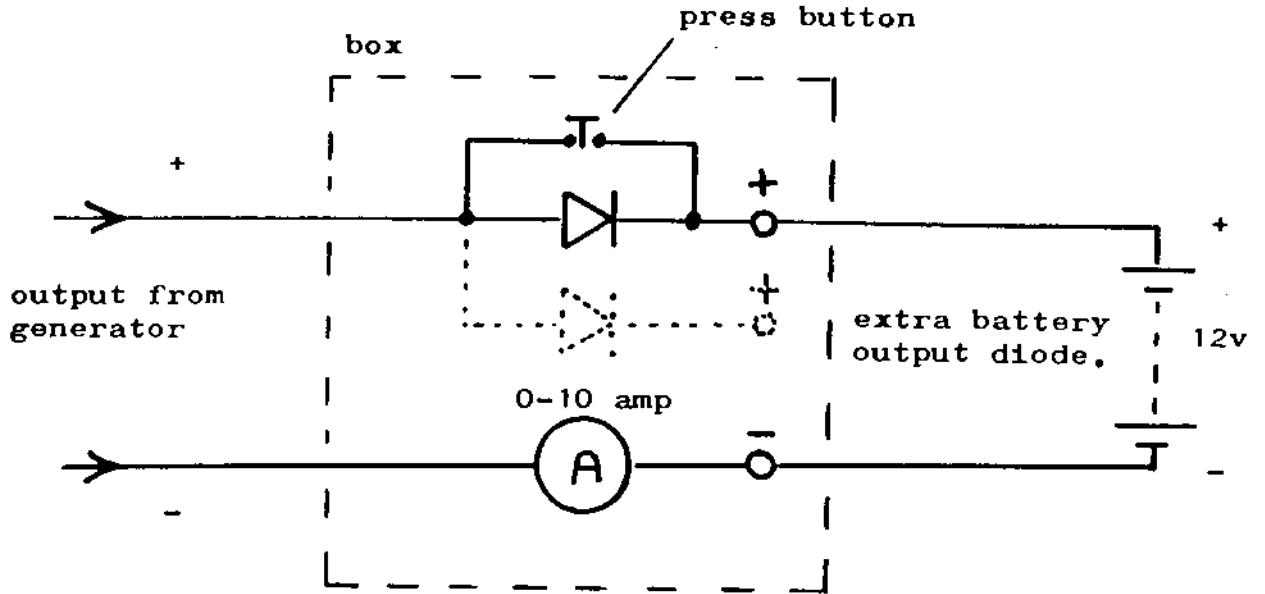 press button
box
+
+
+
output from
generator
+
extra battery
output diode.
12v
0-10 amp
A
-
-
-